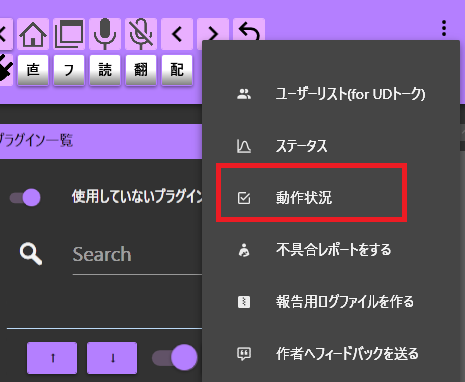 直 フ 読 翻 配
ユーザーリスト(for UDトーク)
プラグイン一覧
ステータス
使用していないプラグイン
動作状況
Search
不具合レポートをする
報告用ログファイルを作る
↑ ↓
作者へフィードバックを送る